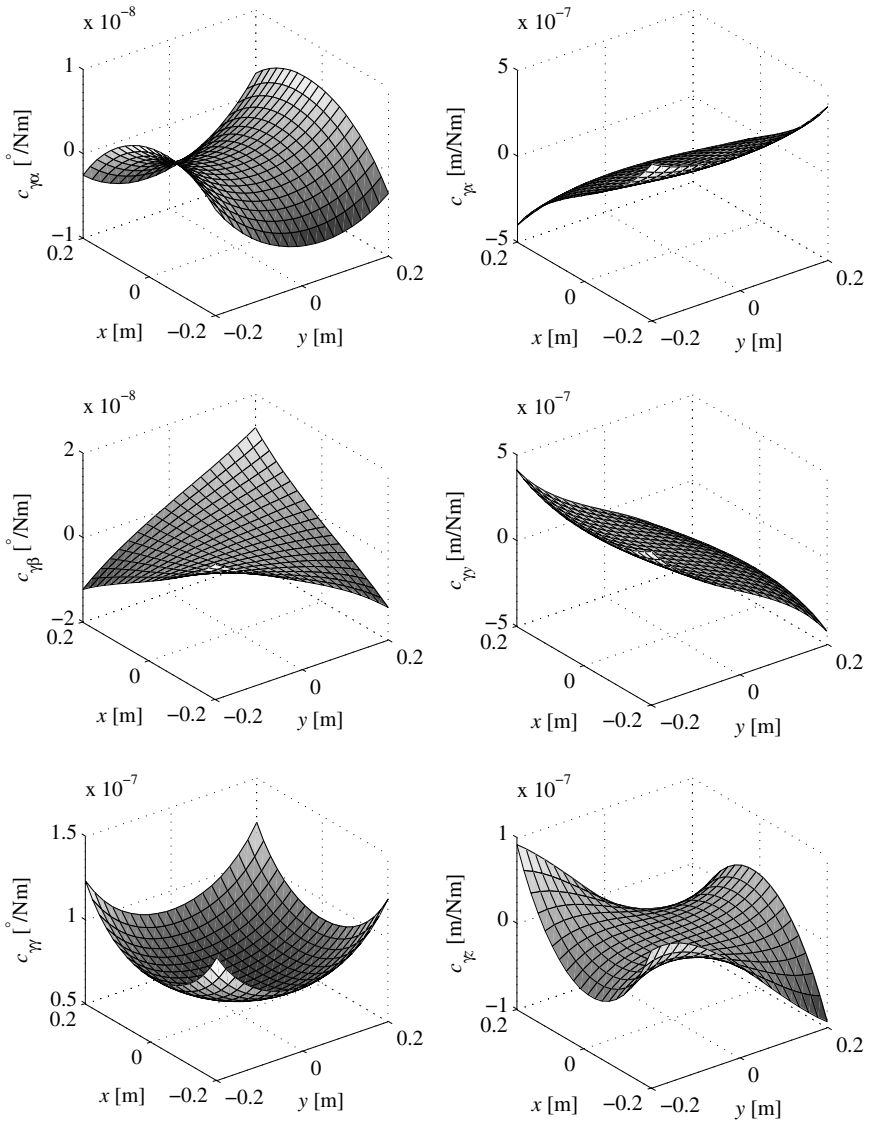 x 10⁻⁸
1
0
−1
c_γα [°/Nm]
0.2
0
−0.2
x [m]
−0.2
0
0.2
y [m]
x 10⁻⁷
5
0
−5
c_γx [m/Nm]
0.2
0
−0.2
x [m]
−0.2
0
0.2
y [m]
x 10⁻⁸
2
0
−2
c_γβ [°/Nm]
0.2
0
−0.2
x [m]
−0.2
0
0.2
y [m]
x 10⁻⁷
5
0
−5
c_γy [m/Nm]
0.2
0
−0.2
x [m]
−0.2
0
0.2
y [m]
x 10⁻⁷
1.5
1
0.5
c_γγ [°/Nm]
0.2
0
−0.2
x [m]
−0.2
0
0.2
y [m]
x 10⁻⁷
1
0
−1
c_γz [m/Nm]
0.2
0
−0.2
x [m]
−0.2
0
0.2
y [m]